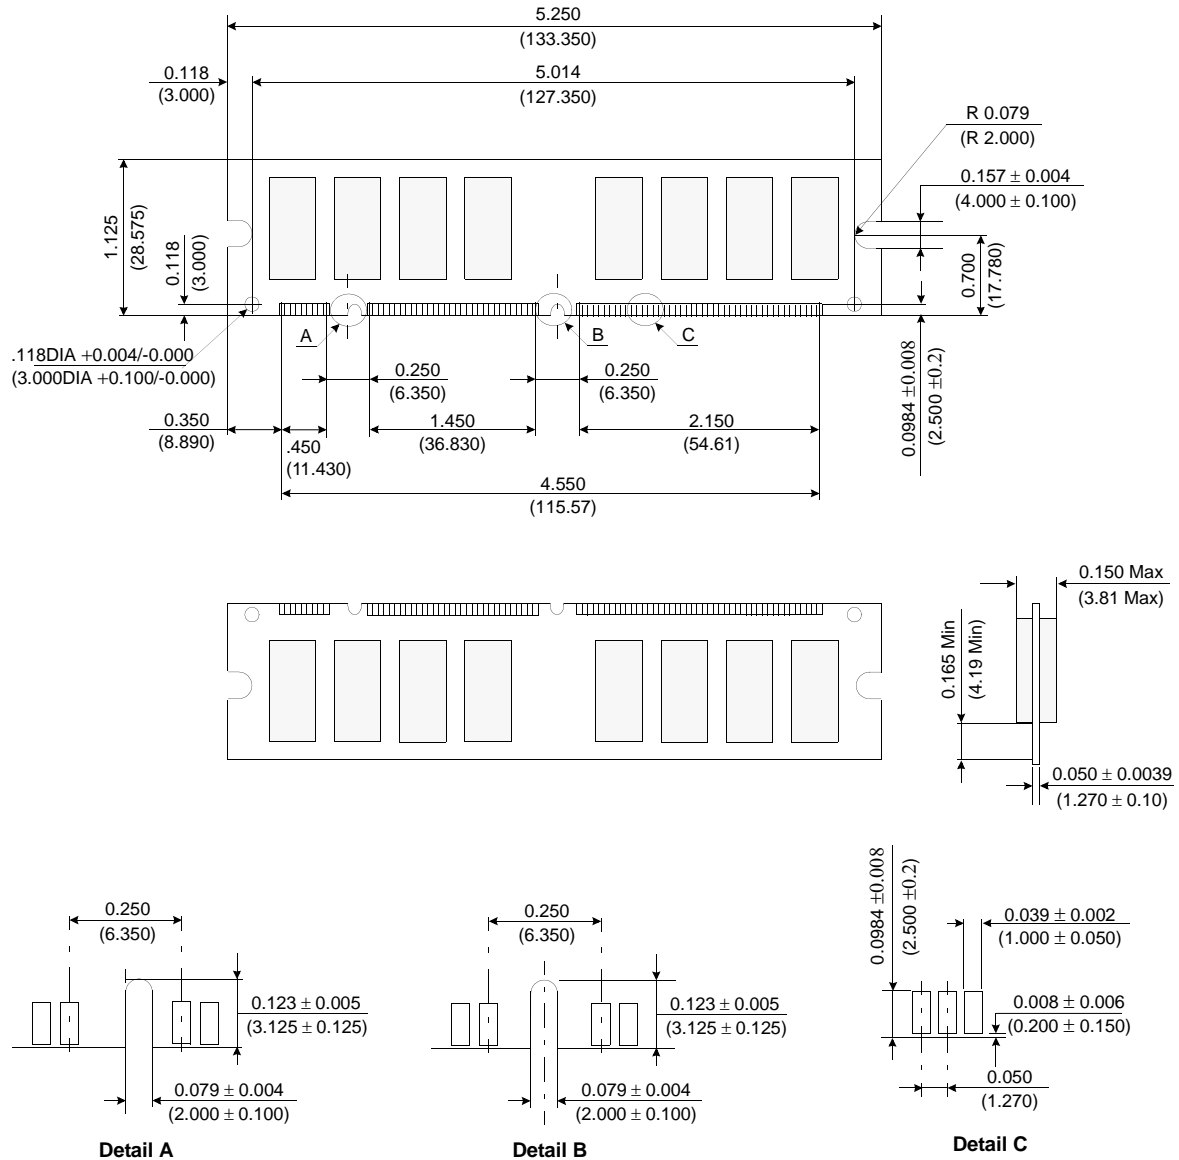 5.250
(133.350)
0.118
(3.000)
5.014
(127.350)
R 0.079
(R 2.000)
0.157 ± 0.004
(4.000 ± 0.100)
1.125
(28.575)
0.118
(3.000)
0.700
(17.780)
A
B
C
.118DIA +0.004/-0.000
(3.000DIA +0.100/-0.000)
0.250
(6.350)
0.250
(6.350)
0.0984 ±0.008
(2.500 ±0.2)
0.350
(8.890)
.450
(11.430)
1.450
(36.830)
2.150
(54.61)
4.550
(115.57)
0.150 Max
(3.81 Max)
0.165 Min
(4.19 Min)
0.050 ± 0.0039
(1.270 ± 0.10)
0.250
(6.350)
0.123 ± 0.005
(3.125 ± 0.125)
0.079 ± 0.004
(2.000 ± 0.100)
Detail A
0.250
(6.350)
0.123 ± 0.005
(3.125 ± 0.125)
0.079 ± 0.004
(2.000 ± 0.100)
Detail B
0.0984 ±0.008
(2.500 ±0.2)
0.039 ± 0.002
(1.000 ± 0.050)
0.008 ± 0.006
(0.200 ± 0.150)
0.050
(1.270)
Detail C